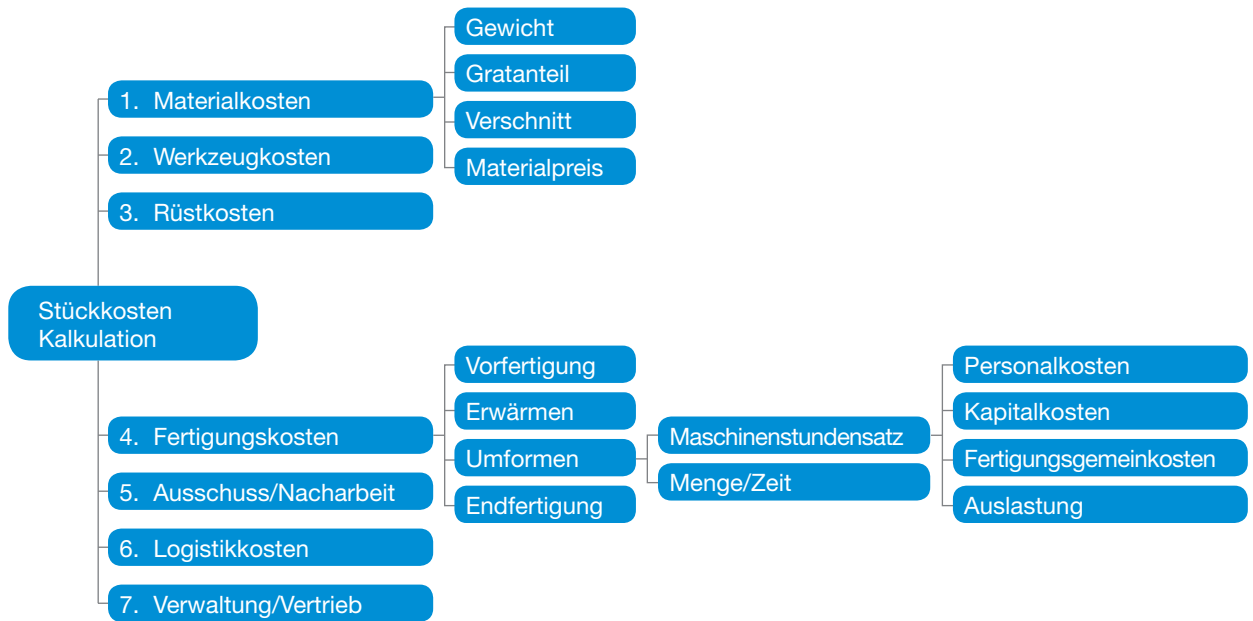 Stückkosten
Kalkulation
1. Materialkosten
Gewicht
Gratanteil
Verschnitt
Materialpreis
2. Werkzeugkosten
3. Rüstkosten
4. Fertigungskosten
Vorfertigung
Erwärmen
Umformen
Maschinenstundensatz
Personalkosten
Kapitalkosten
Fertigungsgemeinkosten
Auslastung
Menge/Zeit
Endfertigung
5. Ausschuss/Nacharbeit
6. Logistikkosten
7. Verwaltung/Vertrieb